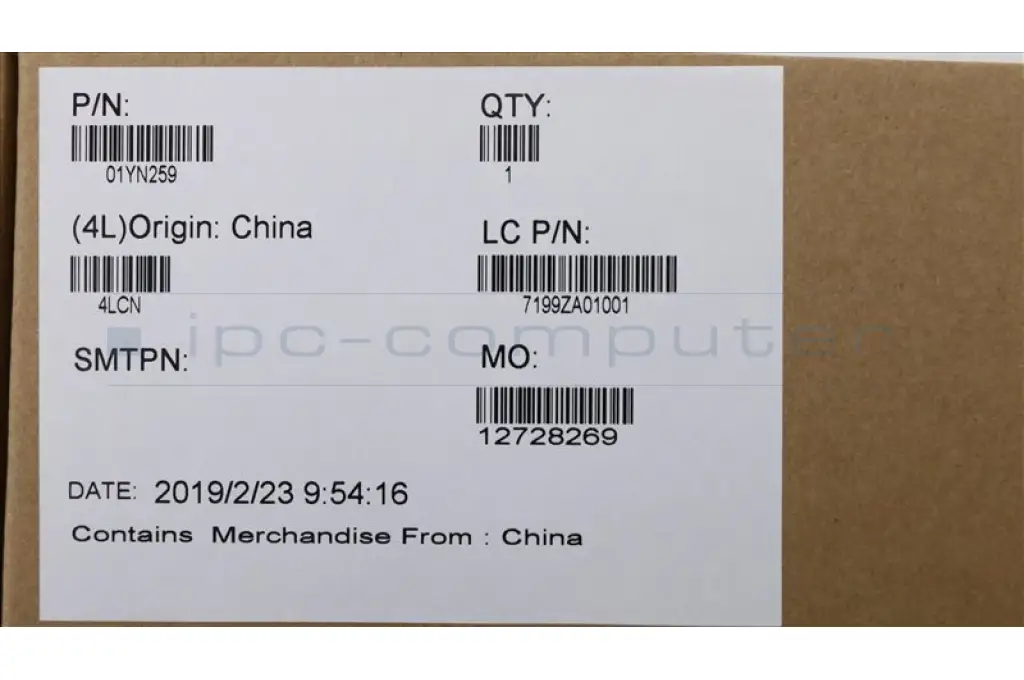 P/N:
01YN259
QTY:
1
(4L)Origin: China
4LCN
LC P/N:
7199ZA01001
ipc-computer
SMTPN:
MO:
12728269
DATE: 2019/2/23 9:54:16
Contains Merchandise From : China